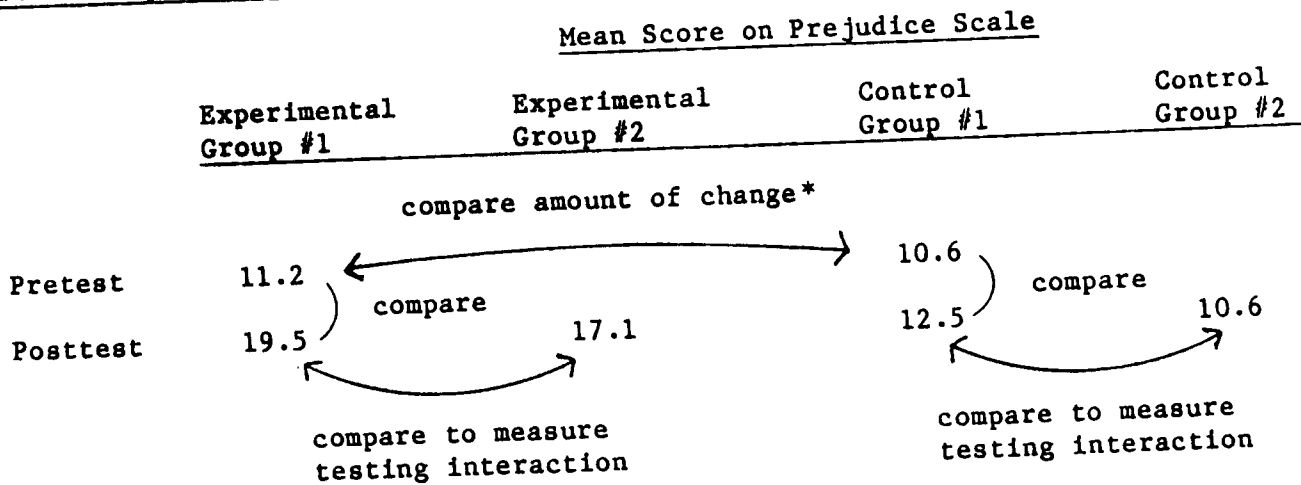 Mean Score on Prejudice Scale
Experimental Group #1
Experimental Group #2
Control Group #1
Control Group #2
compare amount of change*
Pretest 11.2 10.6
compare compare
Posttest 19.5 17.1 12.5 10.6
compare to measure
testing interaction
compare to measure
testing interaction